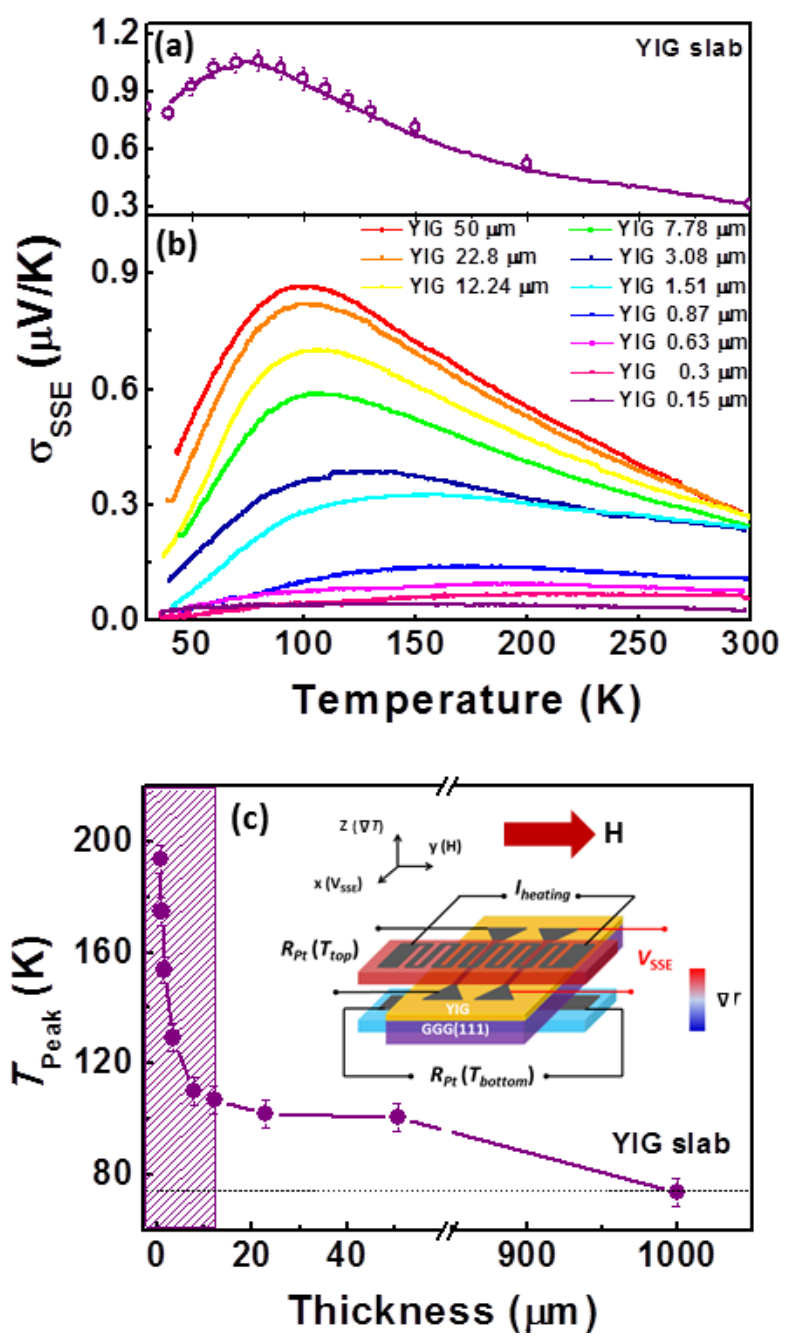 (a)
YIG slab
1.2
0.9
0.6
0.3
(b)
YIG 50 µm
YIG 22.8 µm
YIG 12.24 µm
YIG 7.78 µm
YIG 3.08 µm
YIG 1.51 µm
YIG 0.87 µm
YIG 0.63 µm
YIG 0.3 µm
YIG 0.15 µm
0.9
0.6
0.3
0.0
σSSE (µV/K)
50 100 150 200 250 300
Temperature (K)
(c)
200
160
120
80
TPeak (K)
Z (∇T)
y (H)
x (VSSE)
H
Iheating
RPt (Ttop)
VSSE
YIG
GGG(111)
∇T
RPt (Tbottom)
YIG slab
0 20 40 900 1000
Thickness (µm)